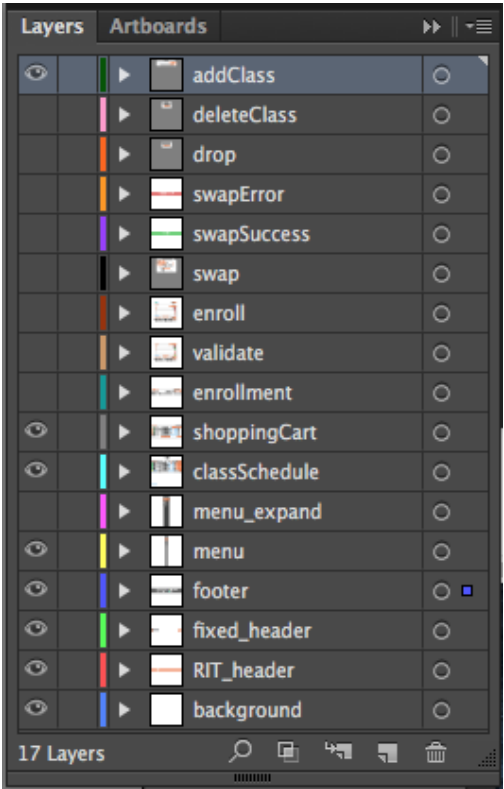 Layers Artboards
addClass
deleteClass
drop
swapError
swapSuccess
swap
enroll
validate
enrollment
shoppingCart
classSchedule
menu_expand
menu
footer
fixed_header
RIT_header
background
17 Layers